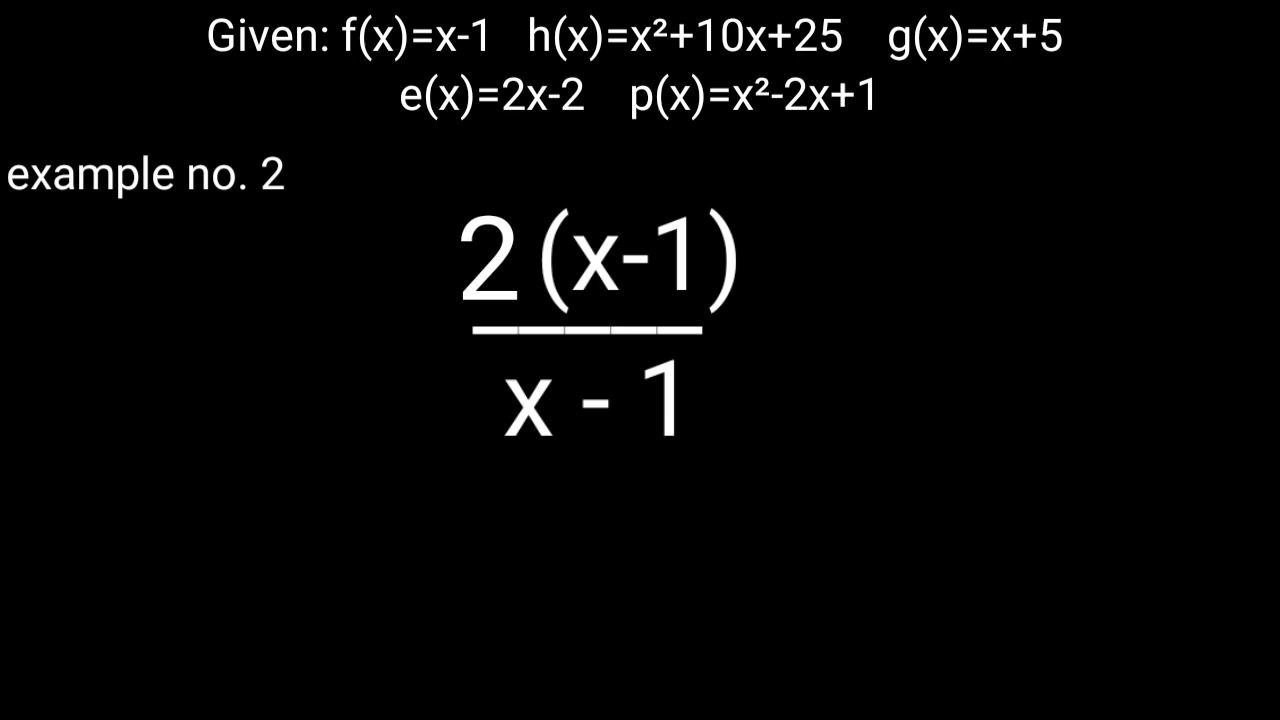 Given: f(x)=x-1 h(x)=x²+10x+25 g(x)=x+5
e(x)=2x-2 p(x)=x²-2x+1
example no. 2
2 (x-1)
x - 1